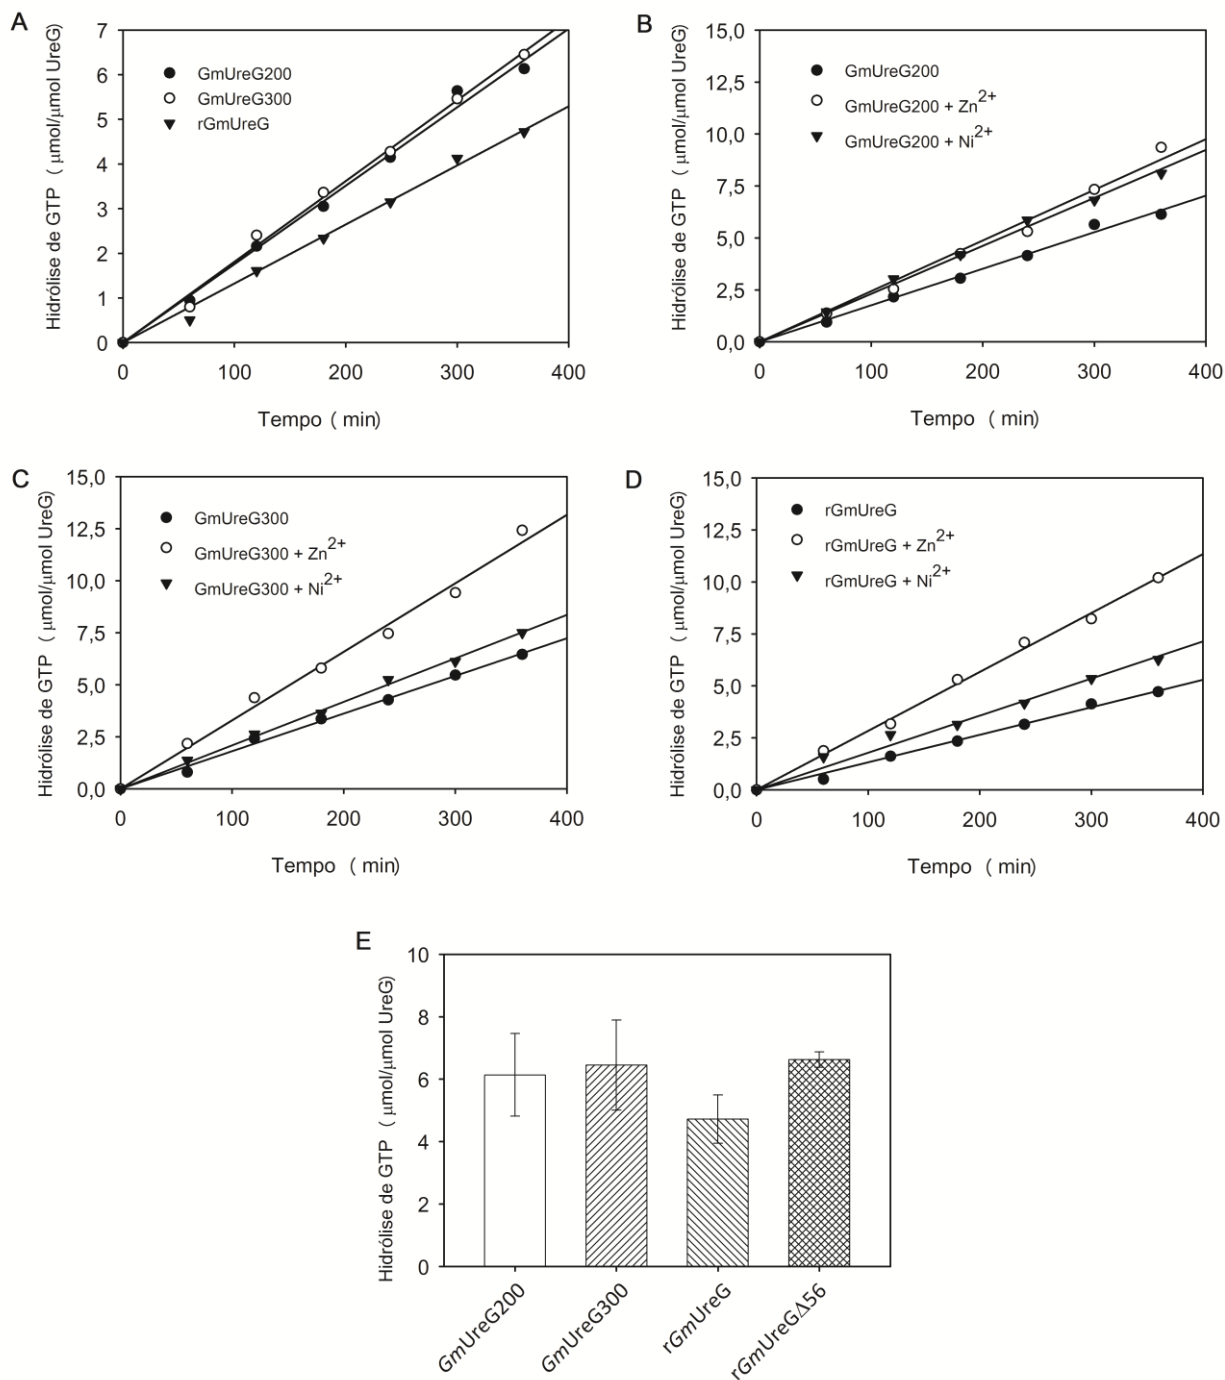 A
Hidrólise de GTP ( µmol/µmol UreG)
7
6
5
4
3
2
1
0
GmUreG200
GmUreG300
rGmUreG
0 100 200 300 400
Tempo ( min)
B
Hidrólise de GTP ( µmol/µmol UreG)
15,0
12,5
10,0
7,5
5,0
2,5
0,0
GmUreG200
GmUreG200 + Zn²⁺
GmUreG200 + Ni²⁺
0 100 200 300 400
Tempo ( min)
C
Hidrólise de GTP ( µmol/µmol UreG)
15,0
12,5
10,0
7,5
5,0
2,5
0,0
GmUreG300
GmUreG300 + Zn²⁺
GmUreG300 + Ni²⁺
0 100 200 300 400
Tempo ( min)
D
Hidrólise de GTP ( µmol/µmol UreG)
15,0
12,5
10,0
7,5
5,0
2,5
0,0
rGmUreG
rGmUreG + Zn²⁺
rGmUreG + Ni²⁺
0 100 200 300 400
Tempo ( min)
E
Hidrólise de GTP ( µmol/µmol UreG)
10
8
6
4
2
0
GmUreG200
GmUreG300
rGmUreG
rGmUreGΔ56